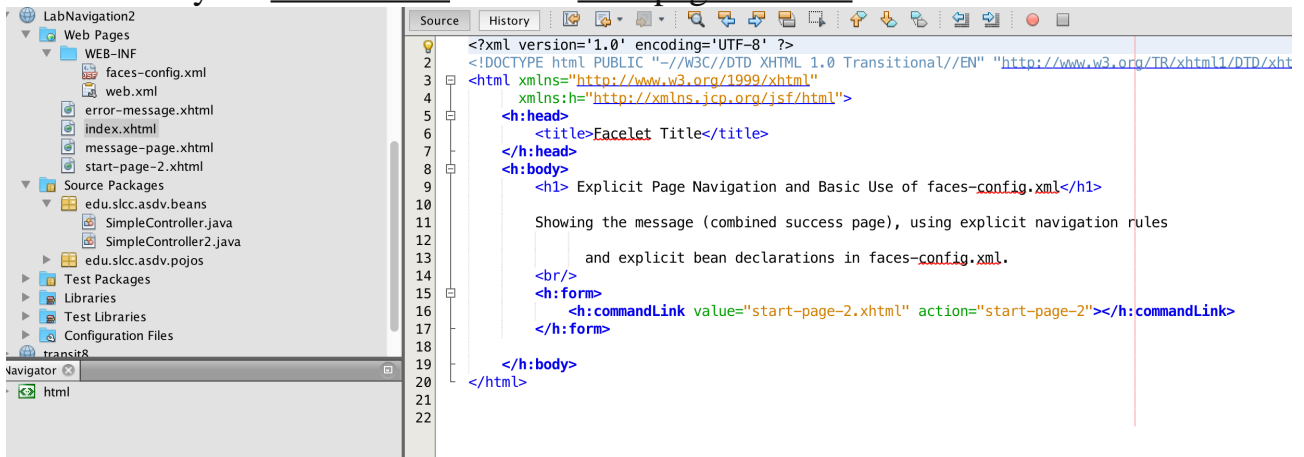 LabNavigation2
Web Pages
WEB-INF
faces-config.xml
web.xml
error-message.xhtml
index.xhtml
message-page.xhtml
start-page-2.xhtml
Source Packages
edu.slcc.asdv.beans
SimpleController.java
SimpleController2.java
edu.slcc.asdv.pojos
Test Packages
Libraries
Test Libraries
Configuration Files
transit8
Navigator
html
Source History
<?xml version='1.0' encoding='UTF-8' ?>
2 <!DOCTYPE html PUBLIC "-//W3C//DTD XHTML 1.0 Transitional//EN" "http://www.w3.org/TR/xhtml1/DTD/xht
3 <html xmlns="http://www.w3.org/1999/xhtml"
4 xmlns:h="http://xmlns.jcp.org/jsf/html">
5 <h:head>
6 <title>Facelet Title</title>
7 </h:head>
8 <h:body>
9 <h1> Explicit Page Navigation and Basic Use of faces-config.xml</h1>
10
11 Showing the message (combined success page), using explicit navigation rules
12
13 and explicit bean declarations in faces-config.xml.
14 <br/>
15 <h:form>
16 <h:commandLink value="start-page-2.xhtml" action="start-page-2"></h:commandLink>
17 </h:form>
18
19 </h:body>
20 </html>
21
22